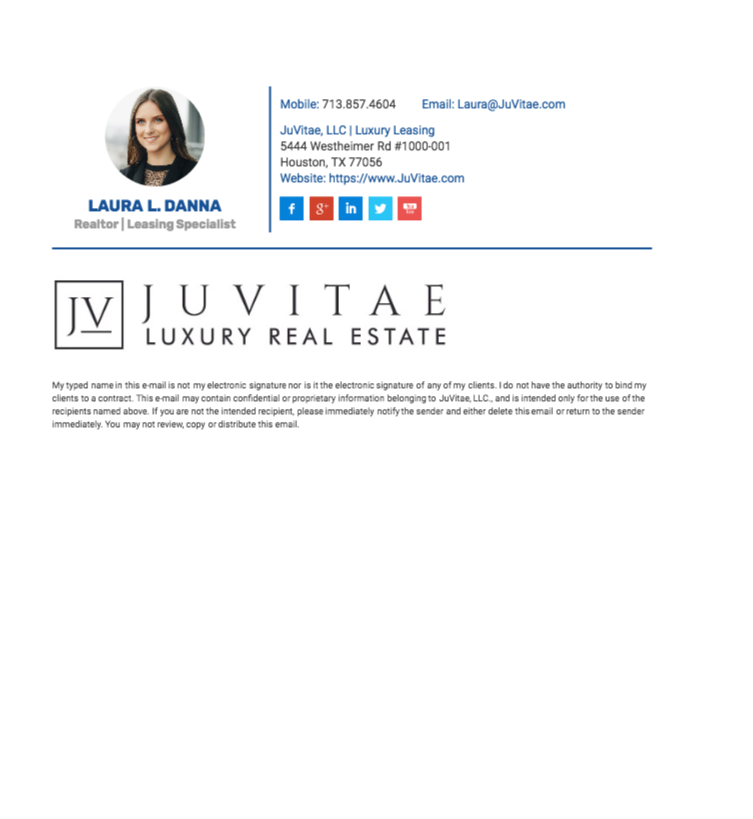 Mobile: 713.857.4604 Email: Laura@JuVitae.com
JuVitae, LLC | Luxury Leasing
5444 Westheimer Rd #1000-001
Houston, TX 77056
Website: https://www.JuVitae.com
f g+ in
LAURA L. DANNA
Realtor | Leasing Specialist
JV JUVITAE
LUXURY REAL ESTATE
My typed name in this e-mail is not my electronic signature nor is it the electronic signature of any of my clients. I do not have the authority to bind my
clients to a contract. This e-mail may contain confidential or proprietary information belonging to JuVitae, LLC., and is intended only for the use of the
recipients named above. If you are not the intended recipient, please immediately notify the sender and either delete this email or return to the sender
immediately. You may not review, copy or distribute this email.